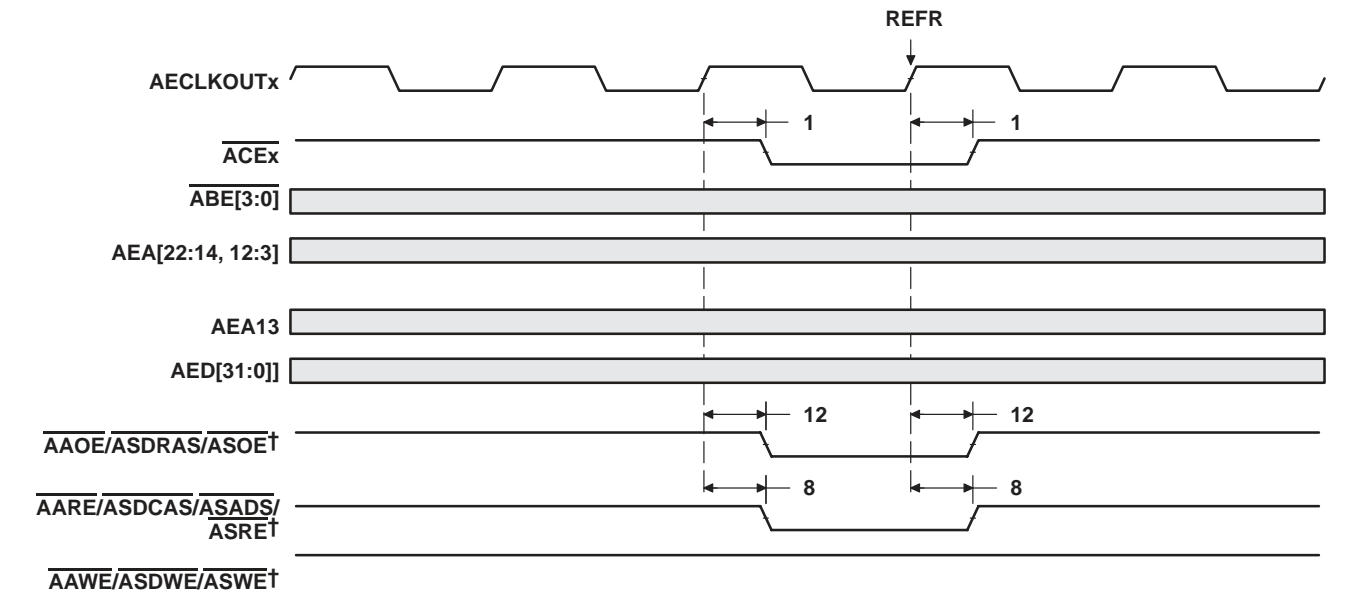 REFR
AECLKOUTx
1 1
ACEx
ABE[3:0]
AEA[22:14, 12:3]
AEA13
AED[31:0]]
12 12
AAOE/ASDRAS/ASOE†
8 8
AARE/ASDCAS/ASADS/
ASRE†
AAWE/ASDWE/ASWE†